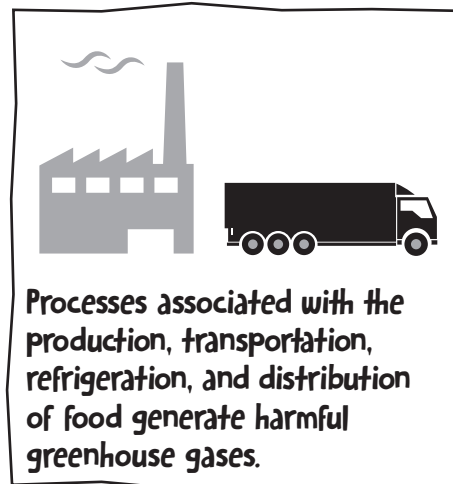 Processes associated with the
production, transportation,
refrigeration, and distribution
of food generate harmful
greenhouse gases.